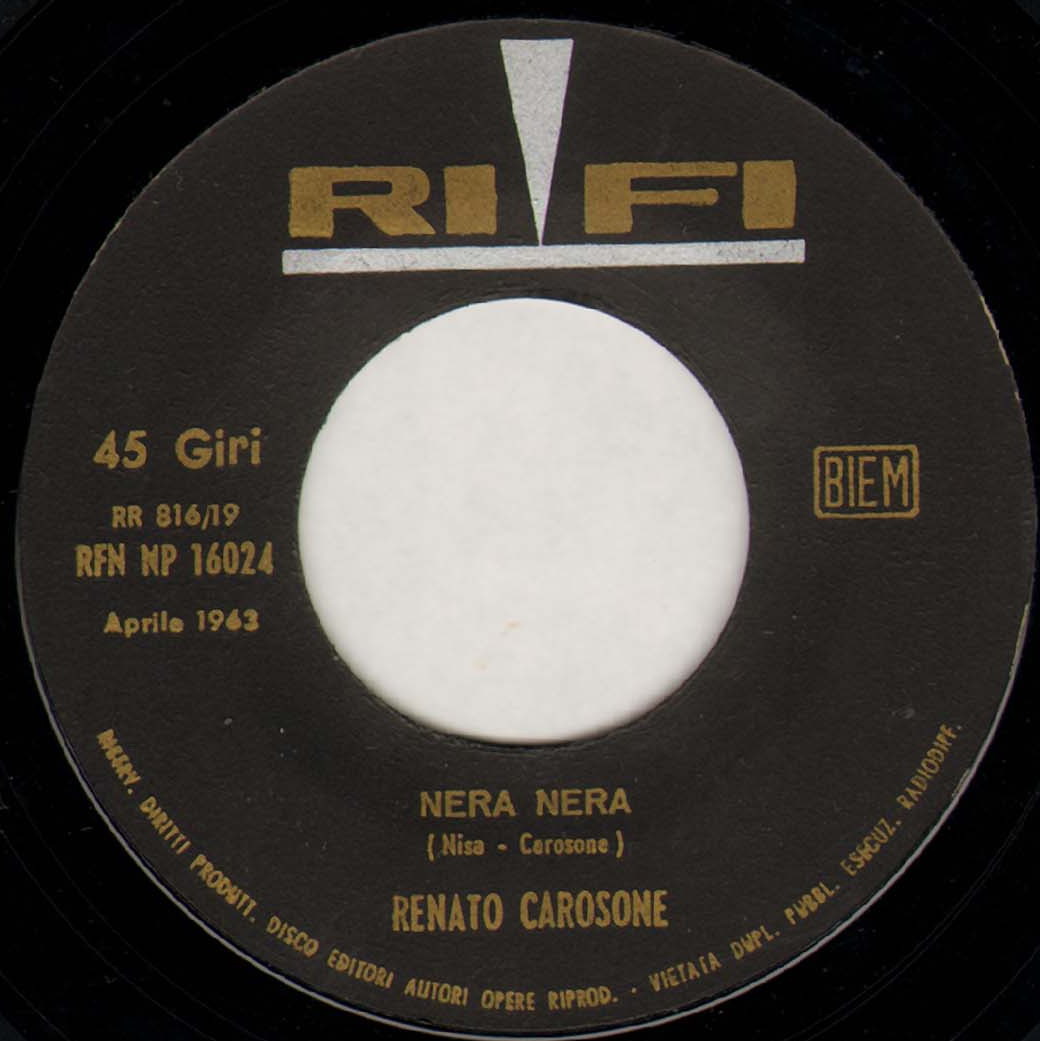 RI FI
45 Giri
RR 816/19
RFN NP 16024
Aprile 1963
BIEM
NERA NERA
(Nisa - Carosone)
RENATO CAROSONE
RISERV. DIRITTI PRODUTT. DISCO EDITORI AUTORI OPERE RIPROD. - VIETATA DUPL. PUBBL. ESECUZ. RADIODIFF.